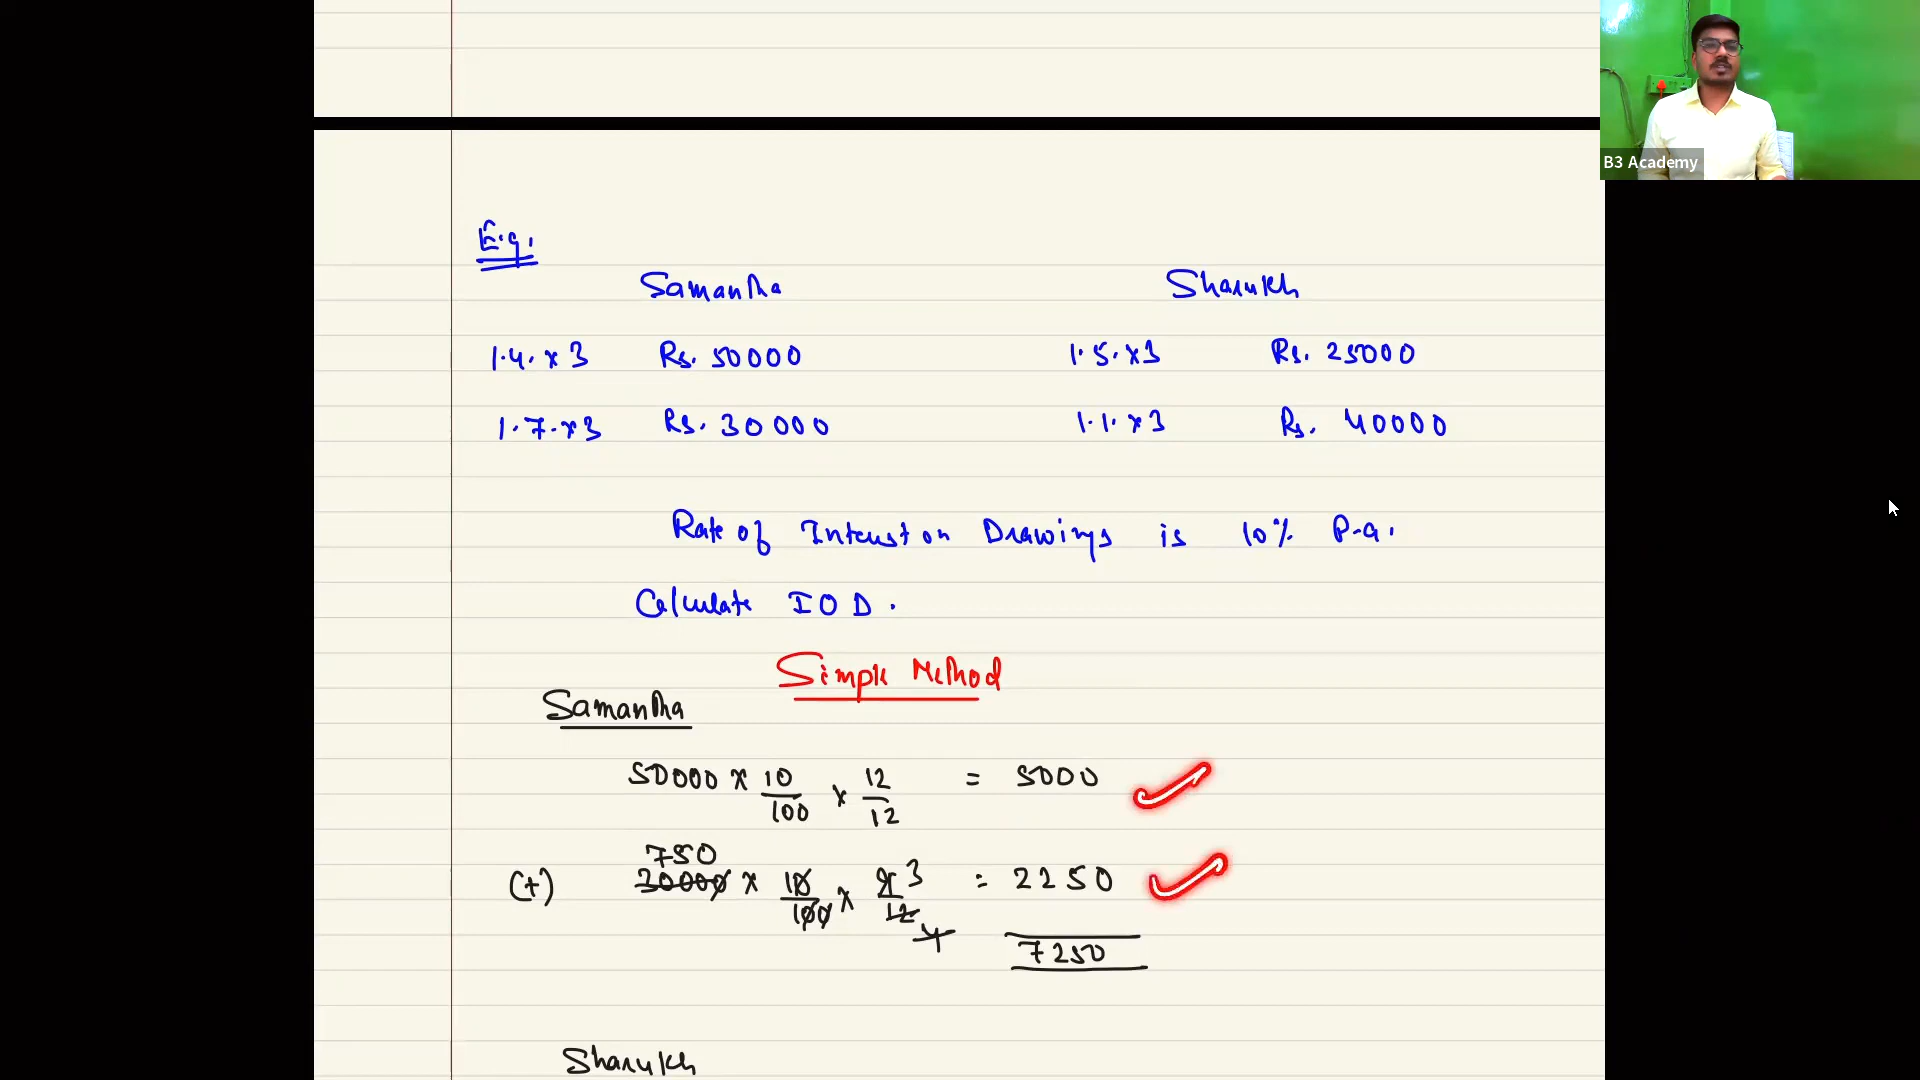 B3 Academy
E.g.
Samantha Sharukh
1.4.x3 Rs. 50000 1.5.x3 Rs. 25000
1.7.x3 Rs. 30000 1.1.x3 Rs. 40000
Rate of Interest on Drawings is 10% P.a.
Calculate IOD.
Simple Method
Samantha
50000 x 10/100 x 12/12 = 5000
750
(+) 30000 x 10/100 x 9/12 3 = 2250
4
7250
Sharukh